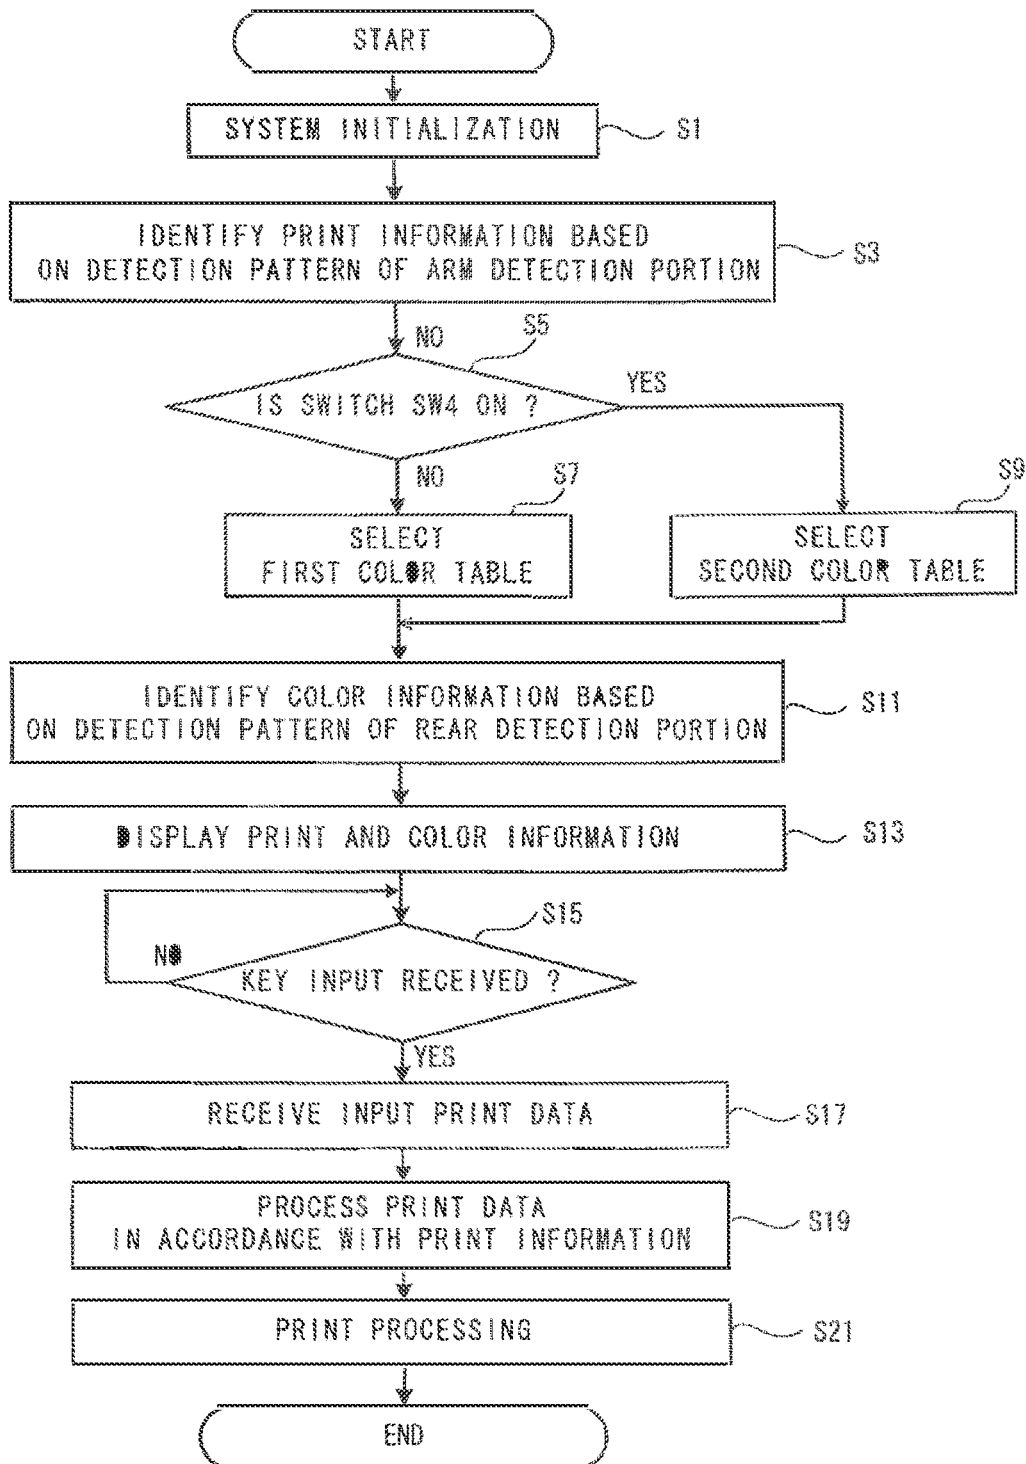 START
SYSTEM INITIALIZATION
S1
IDENTIFY PRINT INFORMATION BASED
ON DETECTION PATTERN OF ARM DETECTION PORTION
S3
NO
S5
IS SWITCH SW4 ON ?
YES
NO
S7
S9
SELECT
FIRST COLOR TABLE
SELECT
SECOND COLOR TABLE
IDENTIFY COLOR INFORMATION BASED
ON DETECTION PATTERN OF REAR DETECTION PORTION
S11
DISPLAY PRINT AND COLOR INFORMATION
S13
S15
NO
KEY INPUT RECEIVED ?
YES
RECEIVE INPUT PRINT DATA
S17
PROCESS PRINT DATA
IN ACCORDANCE WITH PRINT INFORMATION
S19
PRINT PROCESSING
S21
END